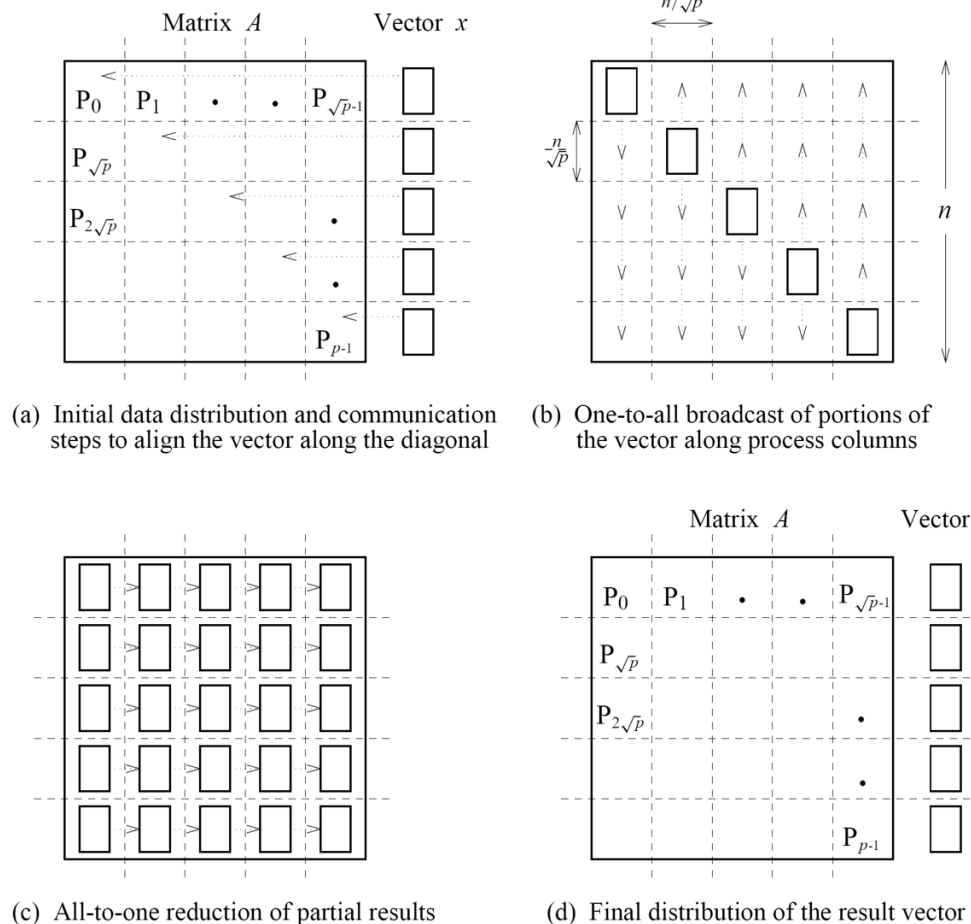 Matrix A Vector x
n/√p
P0 P1 • • P√p-1
P√p
P2√p
•
•
Pp-1
n/√p
n
(a) Initial data distribution and communication
steps to align the vector along the diagonal
(b) One-to-all broadcast of portions of
the vector along process columns
Matrix A Vector
P0 P1 • • P√p-1
P√p
P2√p
•
•
Pp-1
(c) All-to-one reduction of partial results
(d) Final distribution of the result vector